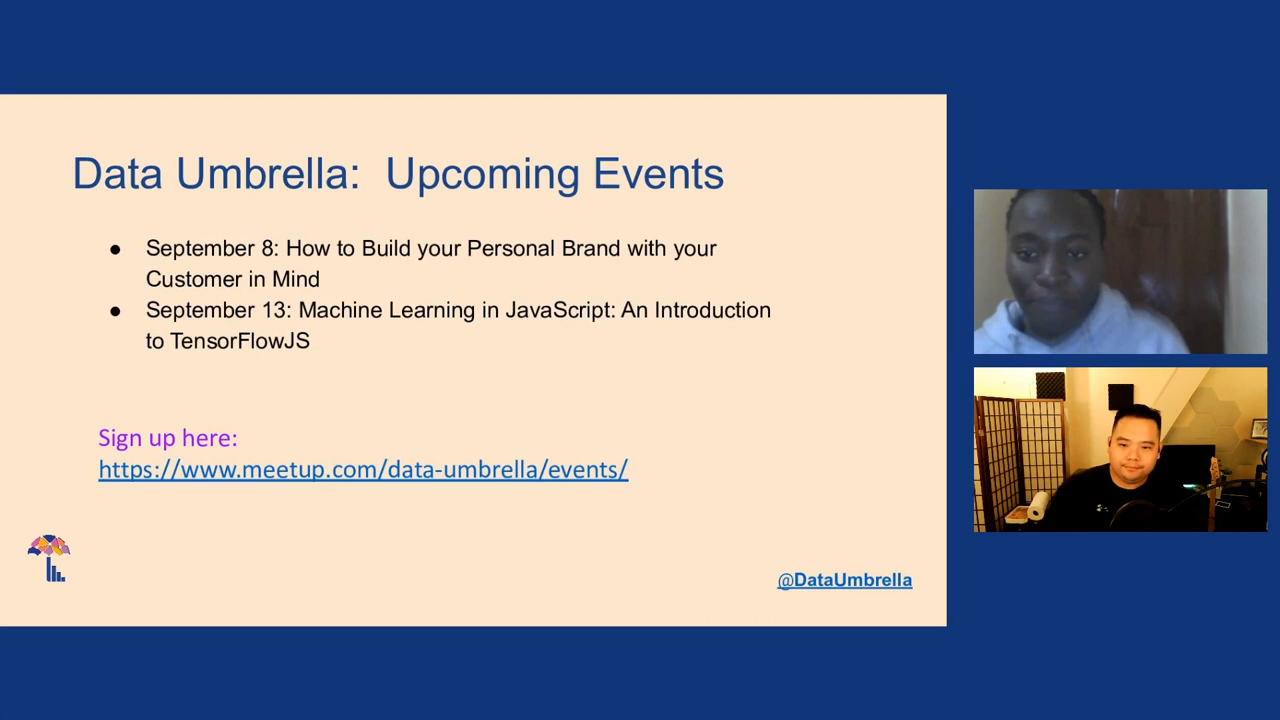 Data Umbrella:  Upcoming Events
● September 8: How to Build your Personal Brand with your
Customer in Mind
● September 13: Machine Learning in JavaScript: An Introduction
to TensorFlowJS
Sign up here:
https://www.meetup.com/data-umbrella/events/
@DataUmbrella